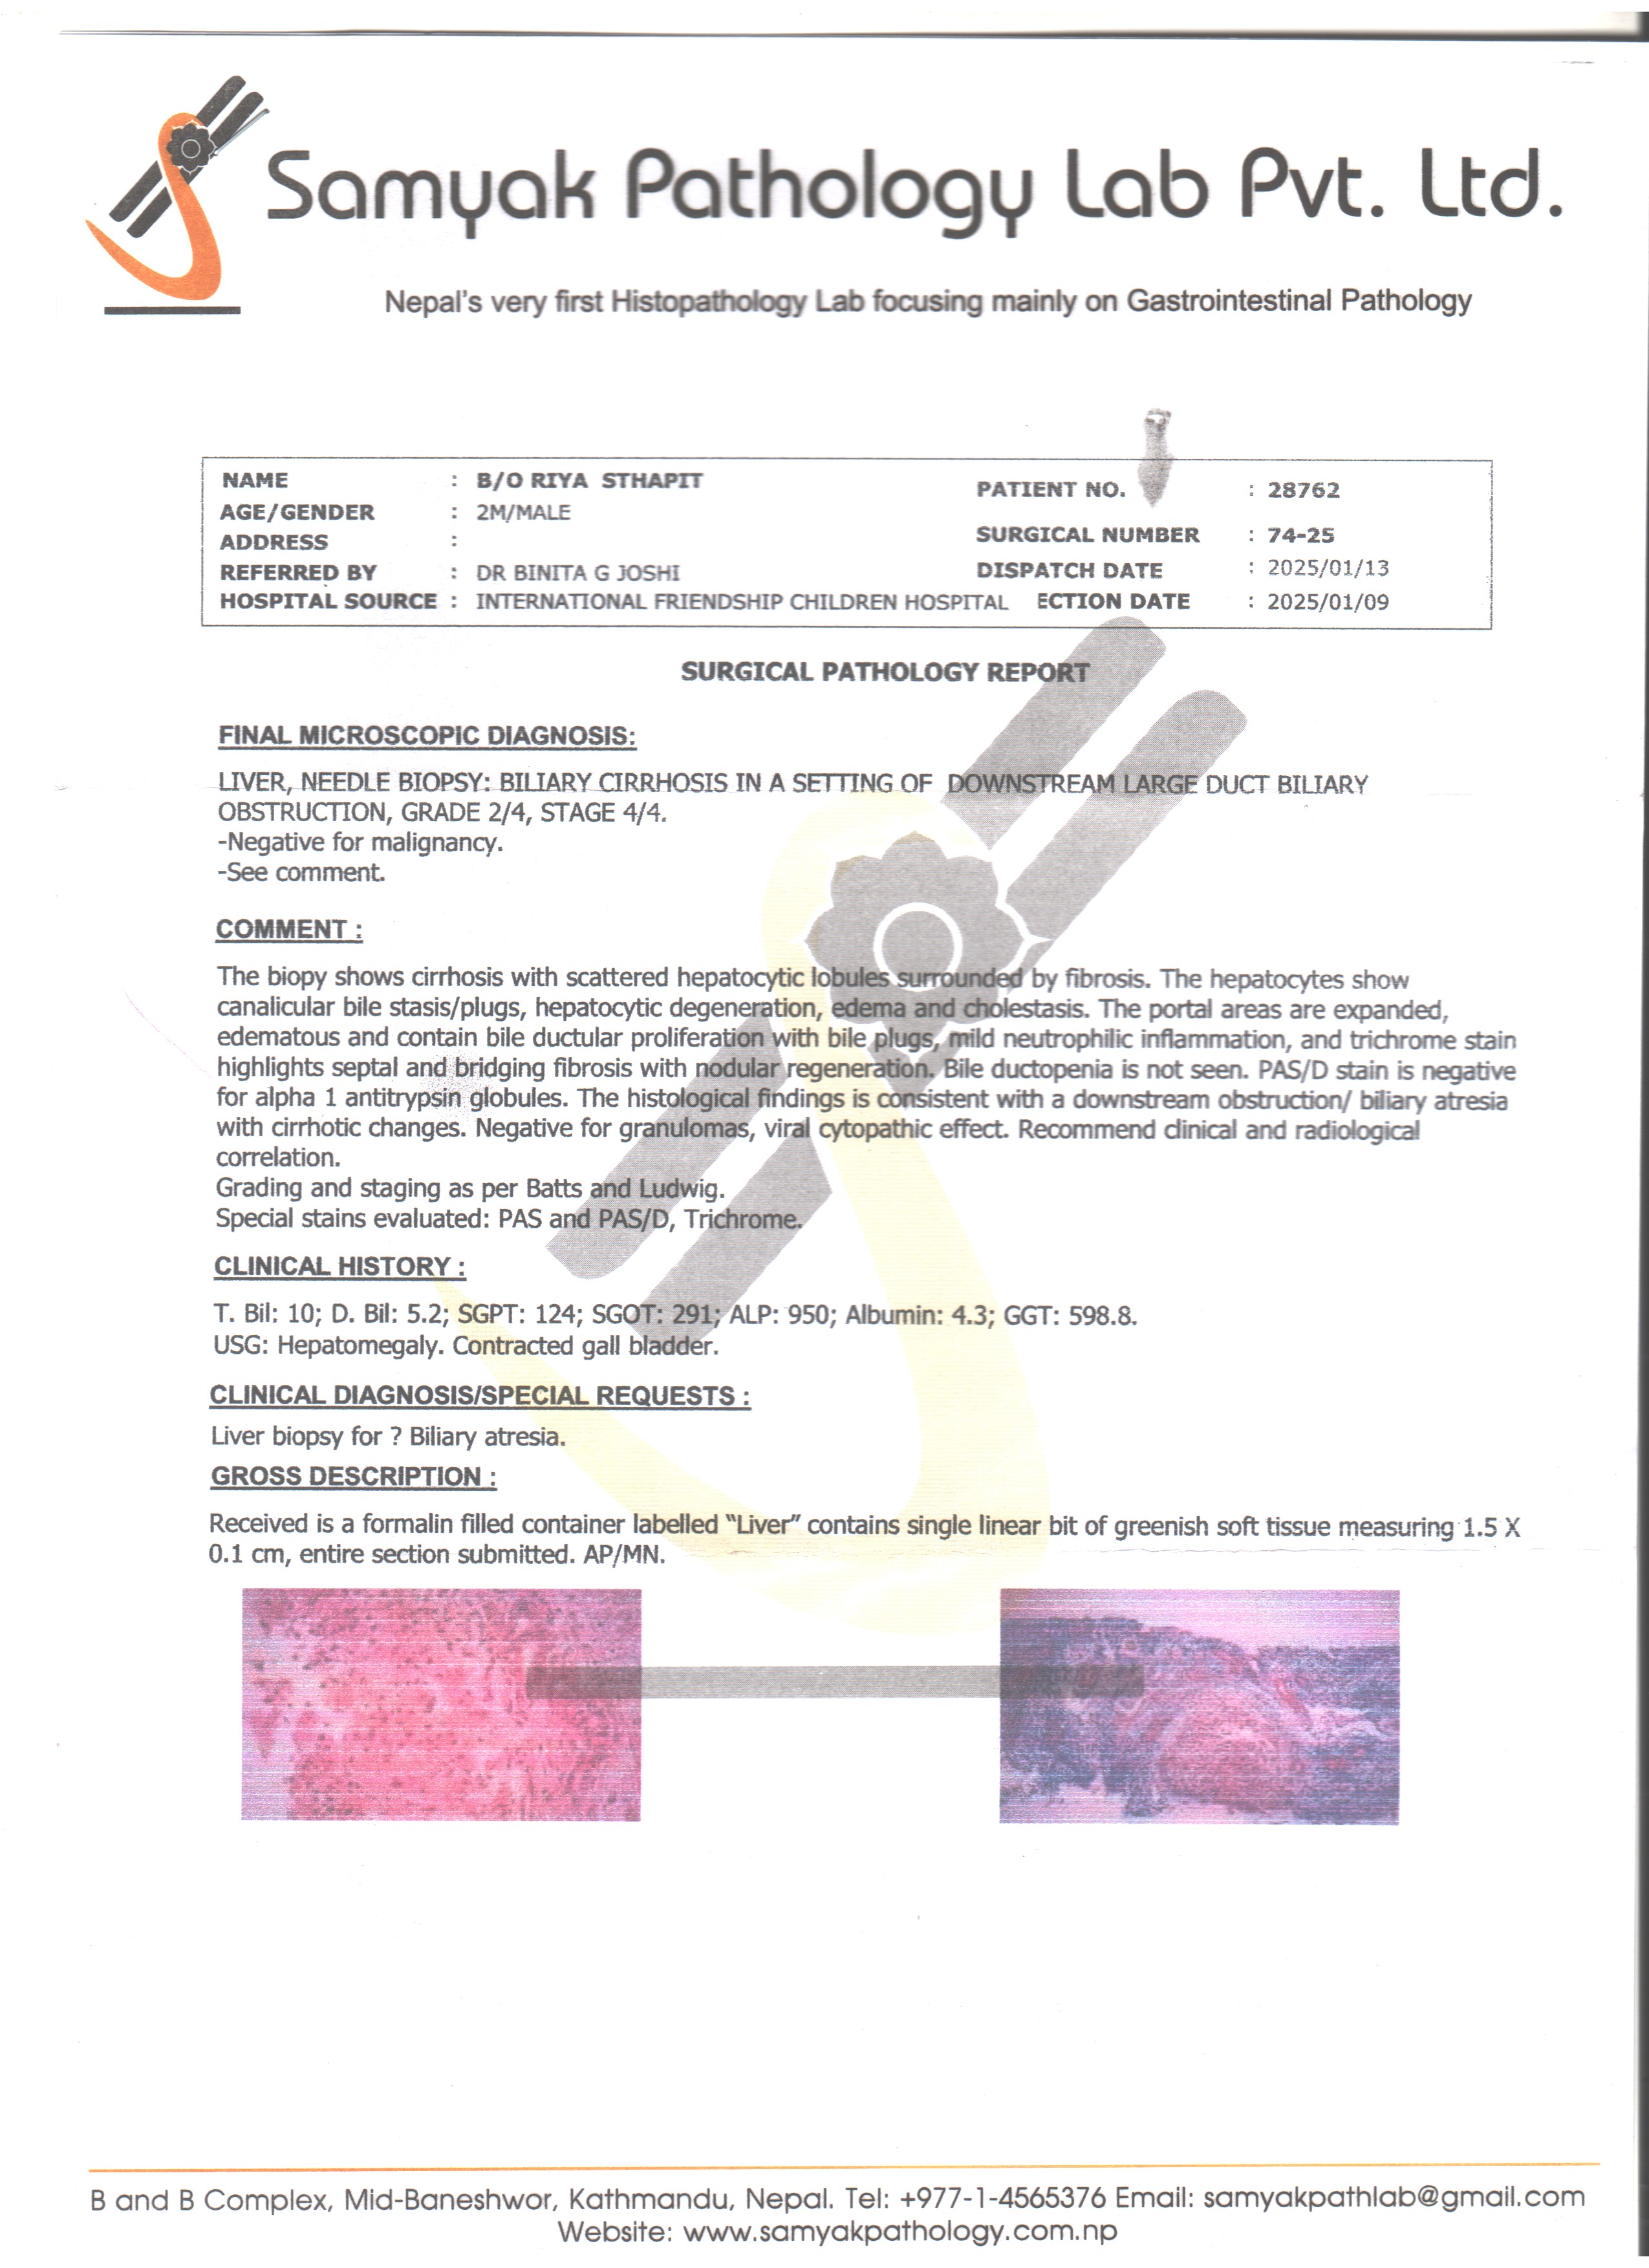 Samyak Pathology Lab Pvt. Ltd.
Nepal's very first Histopathology Lab focusing mainly on Gastrointestinal Pathology
NAME : B/O RIYA STHAPIT
AGE/GENDER : 2M/MALE
ADDRESS :
REFERRED BY : DR BINITA G JOSHI
HOSPITAL SOURCE : INTERNATIONAL FRIENDSHIP CHILDREN HOSPITAL
PATIENT NO. : 28762
SURGICAL NUMBER : 74-25
DISPATCH DATE : 2025/01/13
ECTION DATE : 2025/01/09
SURGICAL PATHOLOGY REPORT
FINAL MICROSCOPIC DIAGNOSIS:
LIVER, NEEDLE BIOPSY: BILIARY CIRRHOSIS IN A SETTING OF DOWNSTREAM LARGE DUCT BILIARY
OBSTRUCTION, GRADE 2/4, STAGE 4/4.
-Negative for malignancy.
-See comment.
COMMENT :
The biopy shows cirrhosis with scattered hepatocytic lobules surrounded by fibrosis. The hepatocytes show
canalicular bile stasis/plugs, hepatocytic degeneration, edema and cholestasis. The portal areas are expanded,
edematous and contain bile ductular proliferation with bile plugs, mild neutrophilic inflammation, and trichrome stain
highlights septal and bridging fibrosis with nodular regeneration. Bile ductopenia is not seen. PAS/D stain is negative
for alpha 1 antitrypsin globules. The histological findings is consistent with a downstream obstruction/ biliary atresia
with cirrhotic changes. Negative for granulomas, viral cytopathic effect. Recommend clinical and radiological
correlation.
Grading and staging as per Batts and Ludwig.
Special stains evaluated: PAS and PAS/D, Trichrome.
CLINICAL HISTORY :
T. Bil: 10; D. Bil: 5.2; SGPT: 124; SGOT: 291; ALP: 950; Albumin: 4.3; GGT: 598.8.
USG: Hepatomegaly. Contracted gall bladder.
CLINICAL DIAGNOSIS/SPECIAL REQUESTS :
Liver biopsy for ? Biliary atresia.
GROSS DESCRIPTION :
Received is a formalin filled container labelled “Liver” contains single linear bit of greenish soft tissue measuring 1.5 X
0.1 cm, entire section submitted. AP/MN.
B and B Complex, Mid-Baneshwor, Kathmandu, Nepal. Tel: +977-1-4565376 Email: samyakpathlab@gmail.com
Website: www.samyakpathology.com.np